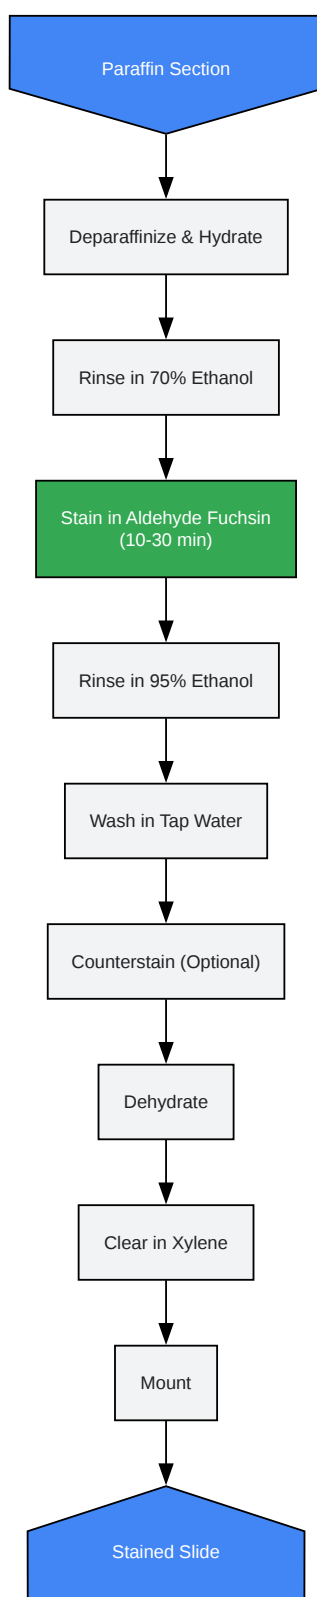 Paraffin Section
Deparaffinize & Hydrate
Rinse in 70% Ethanol
Stain in Aldehyde Fuchsin
(10-30 min)
Rinse in 95% Ethanol
Wash in Tap Water
Counterstain (Optional)
Dehydrate
Clear in Xylene
Mount
Stained Slide